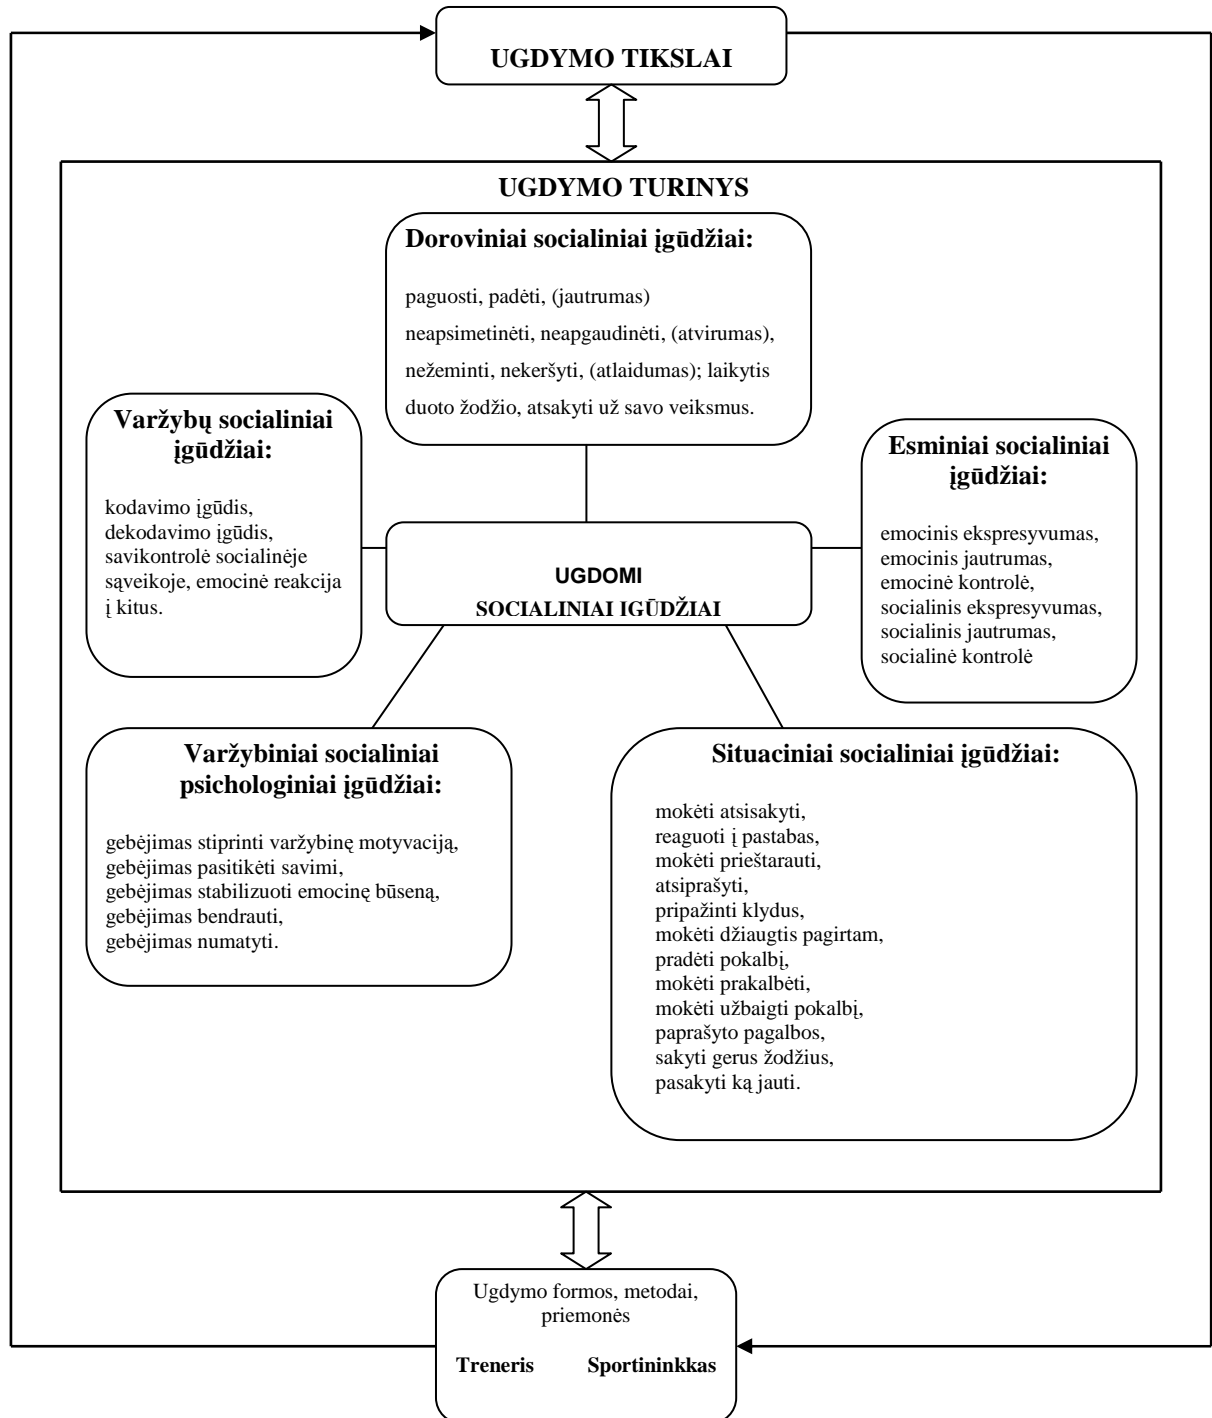 UGDYMO TIKSLAI
UGDYMO TURINYS
Doroviniai socialiniai įgūdžiai:
paguosti, padėti, (jautrumas)
neapsimetinėti, neapgaudinėti, (atvirumas),
nežeminti, nekeršyti, (atlaidumas); laikytis
duoto žodžio, atsakyti už savo veiksmus.
Varžybų socialiniai
įgūdžiai:
kodavimo įgūdis,
dekodavimo įgūdis,
savikontrolė socialinėje
sąveikoje, emocinė reakcija
į kitus.
Esminiai socialiniai
įgūdžiai:
emocinis ekspresyvumas,
emocinis jautrumas,
emocinė kontrolė,
socialinis ekspresyvumas,
socialinis jautrumas,
socialinė kontrolė
UGDOMI
SOCIALINIAI IGŪDŽIAI
Varžybiniai socialiniai
psichologiniai įgūdžiai:
gebėjimas stiprinti varžybinę motyvaciją,
gebėjimas pasitikėti savimi,
gebėjimas stabilizuoti emocinę būseną,
gebėjimas bendrauti,
gebėjimas numatyti.
Situaciniai socialiniai įgūdžiai:
mokėti atsisakyti,
reaguoti į pastabas,
mokėti prieštarauti,
atsiprašyti,
pripažinti klydus,
mokėti džiaugtis pagirtam,
pradėti pokalbį,
mokėti prakalbėti,
mokėti užbaigti pokalbį,
paprašyto pagalbos,
sakyti gerus žodžius,
pasakyti ką jauti.
Ugdymo formos, metodai,
priemonės
Treneris Sportininkkas